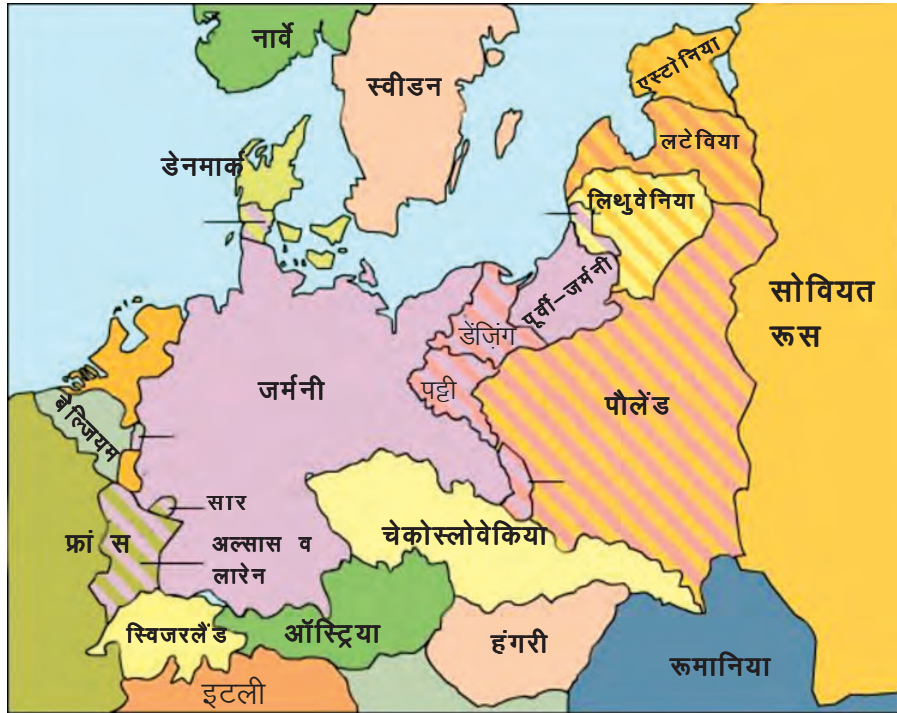 नार्वे
स्वीडन
एस्टोनिया
लटेविया
डेनमार्क
लिथुवेनिया
सोवियत
रूस
पूर्वी–जर्मनी
डेंज़िंग
पट्टी
जर्मनी
पौलेंड
बेल्जियम
सार
फ्रांस
अल्सास व
लारेन
चेकोस्लोवेकिया
स्विजरलैंड
ऑस्ट्रिया
हंगरी
रूमानिया
इटली